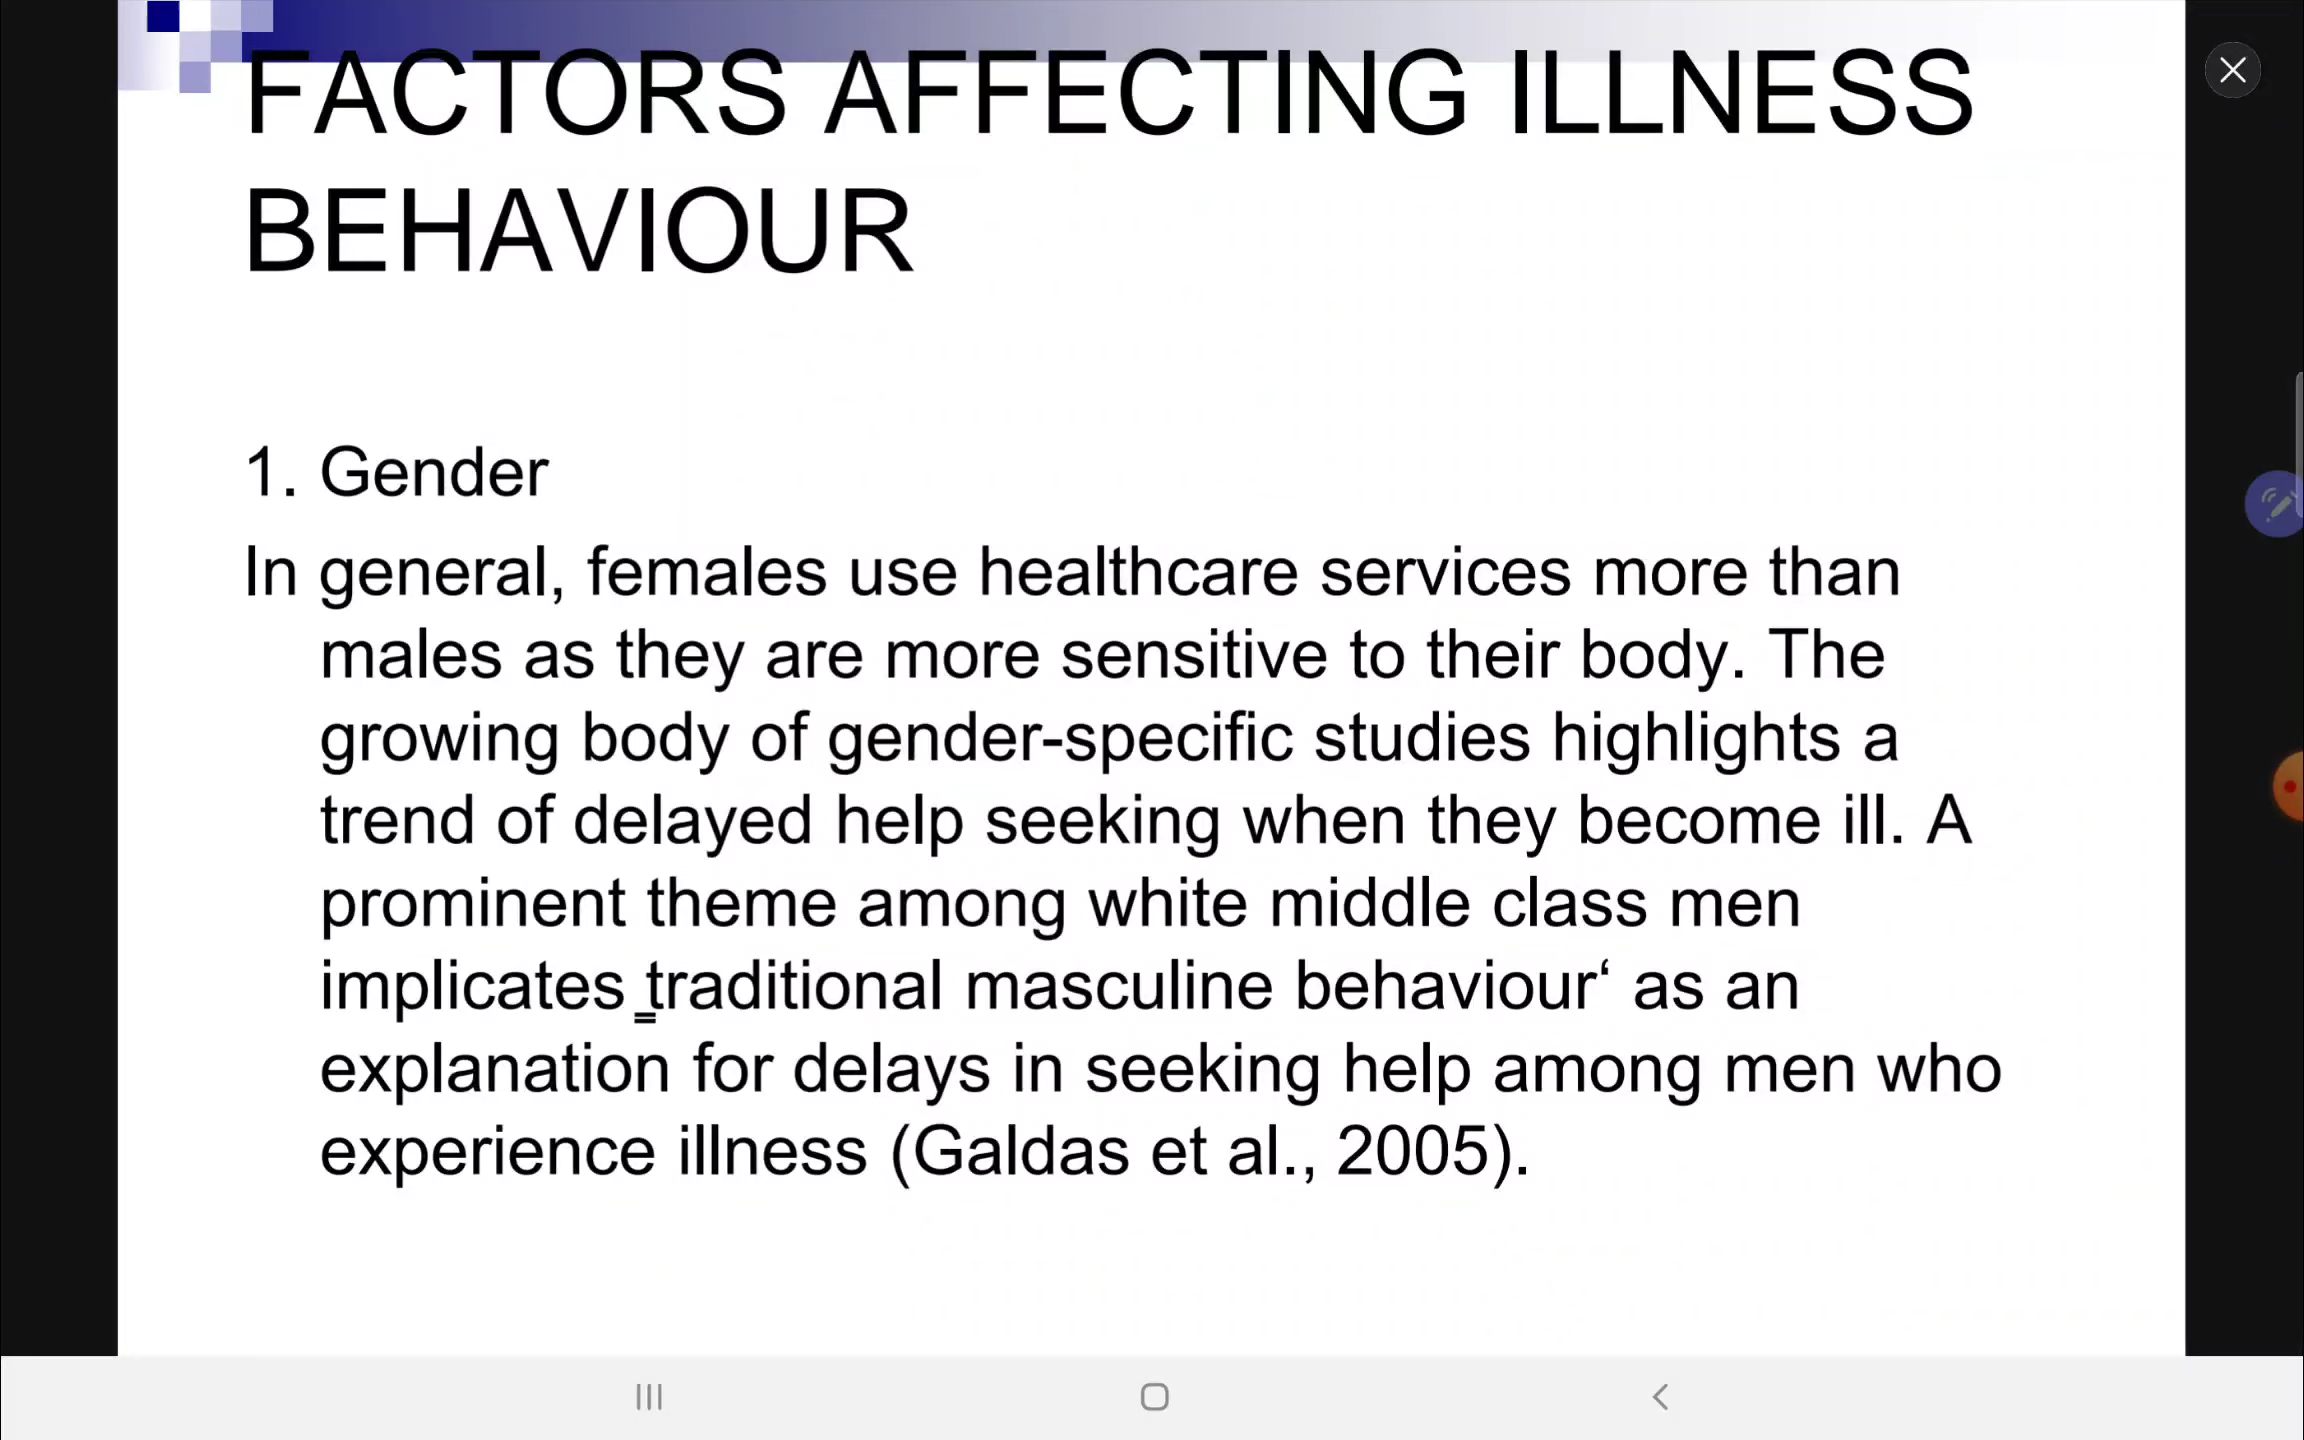 FACTORS AFFECTING ILLNESS
BEHAVIOUR
1. Gender
In general, females use healthcare services more than
males as they are more sensitive to their body. The
growing body of gender-specific studies highlights a
trend of delayed help seeking when they become ill. A
prominent theme among white middle class men
implicates ‗traditional masculine behaviour‘ as an
explanation for delays in seeking help among men who
experience illness (Galdas et al., 2005).